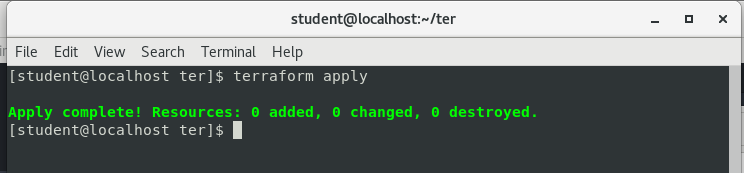 student@localhost:~/ter
File Edit View Search Terminal Help
[student@localhost ter]$ terraform apply
Apply complete! Resources: 0 added, 0 changed, 0 destroyed.
[student@localhost ter]$